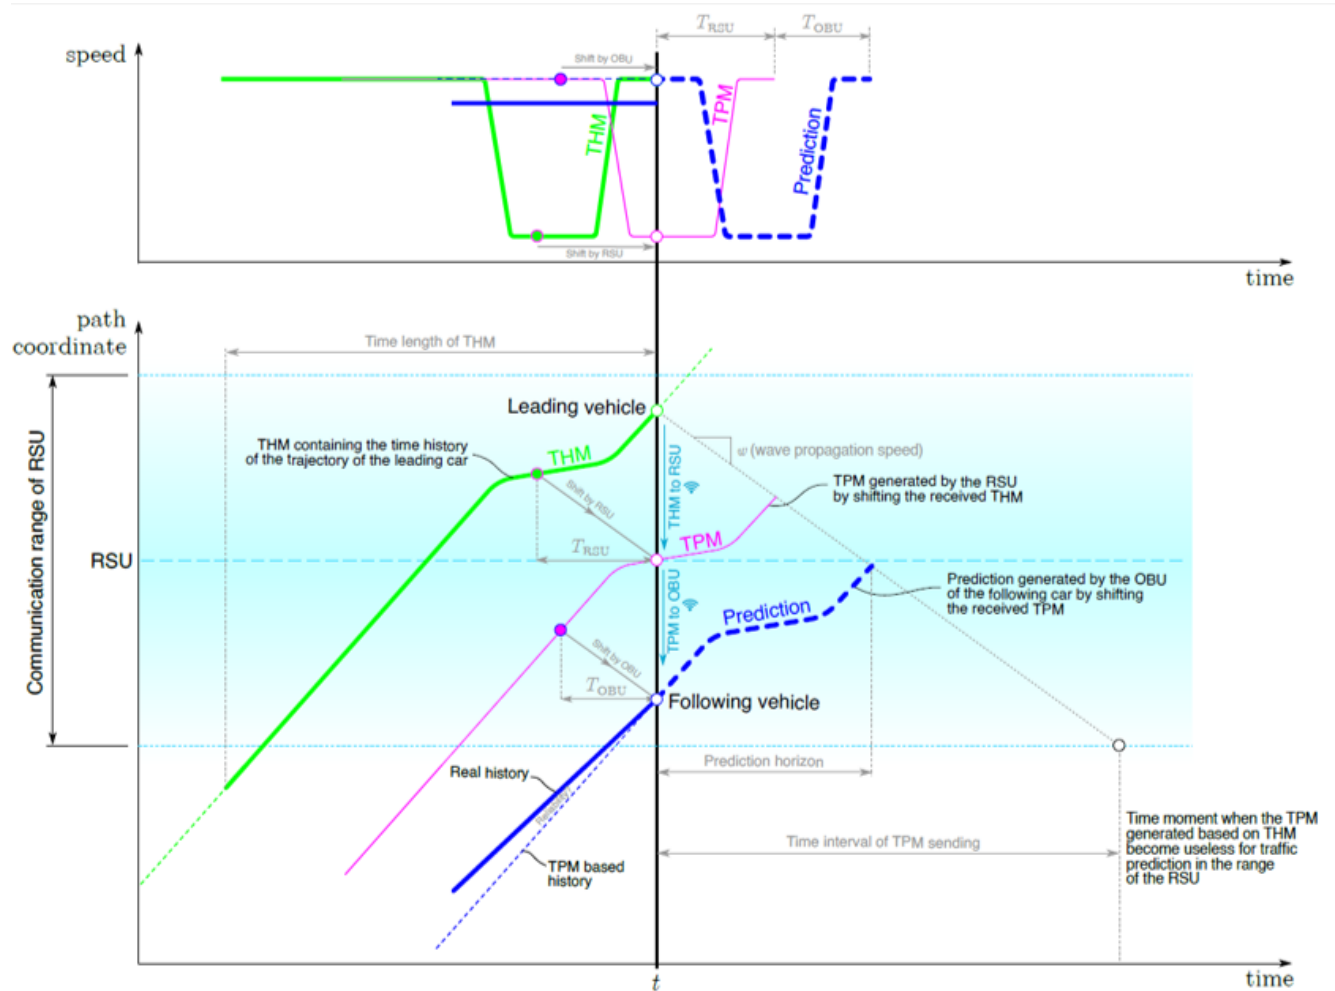 T_RSU
T_OBU
speed
Shift by OBU
THM
TPM
Prediction
Shift by RSU
time
path
coordinate
Time length of THM
Communication range of RSU
Leading vehicle
THM containing the time history
of the trajectory of the leading car
THM
Shift by RSU
THM to RSU
w (wave propagation speed)
TPM generated by the RSU
by shifting the received THM
T_RSU
TPM
RSU
TPM to OBU
Prediction
Prediction generated by the OBU
of the following car by shifting
the received TPM
Shift by OBU
T_OBU
Following vehicle
Real history
Reliability
Prediction horizon
TPM based
history
Time interval of TPM sending
Time moment when the TPM
generated based on THM
become useless for traffic
prediction in the range
of the RSU
t
time